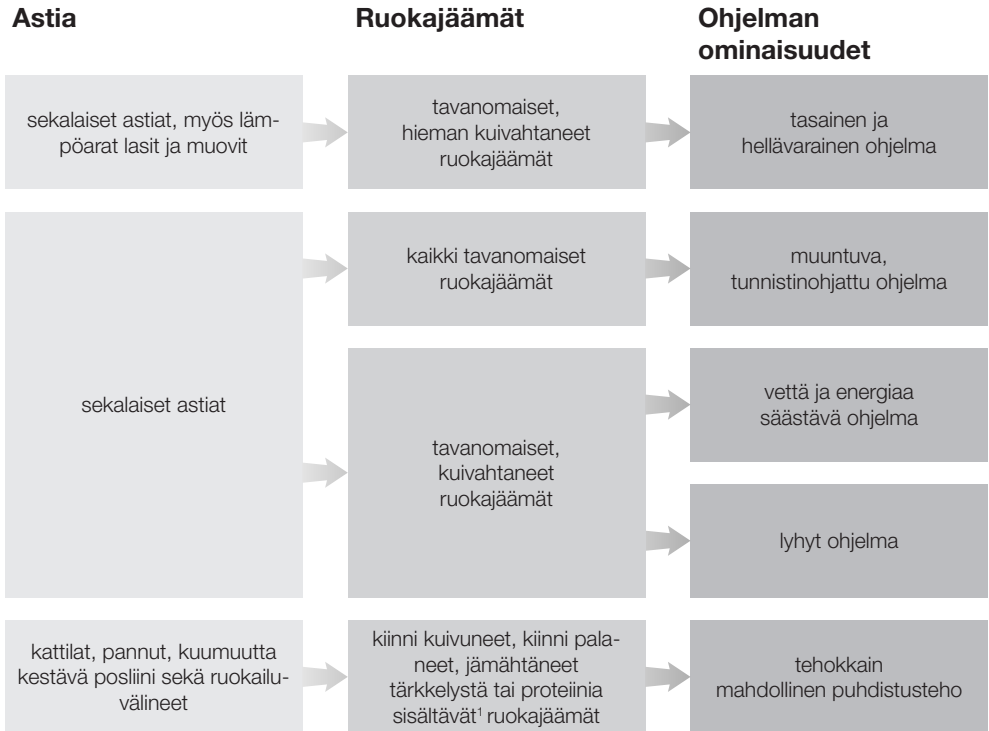 Astia
Ruokajäämät
Ohjelman
ominaisuudet
sekalaiset astiat, myös läm-
pöarat lasit ja muovit
tavanomaiset,
hieman kuivahtaneet
ruokajäämät
tasainen ja
hellävarainen ohjelma
sekalaiset astiat
kaikki tavanomaiset
ruokajäämät
muuntuva,
tunnistinohjattu ohjelma
tavanomaiset,
kuivahtaneet
ruokajäämät
vettä ja energiaa
säästävä ohjelma
lyhyt ohjelma
kattilat, pannut, kuumuutta
kestävä posliini sekä ruokailu-
välineet
kiinni kuivuneet, kiinni pala-
neet, jämähtäneet
tärkkelystä tai proteiinia
sisältävät¹ ruokajäämät
tehokkain
mahdollinen puhdistusteho